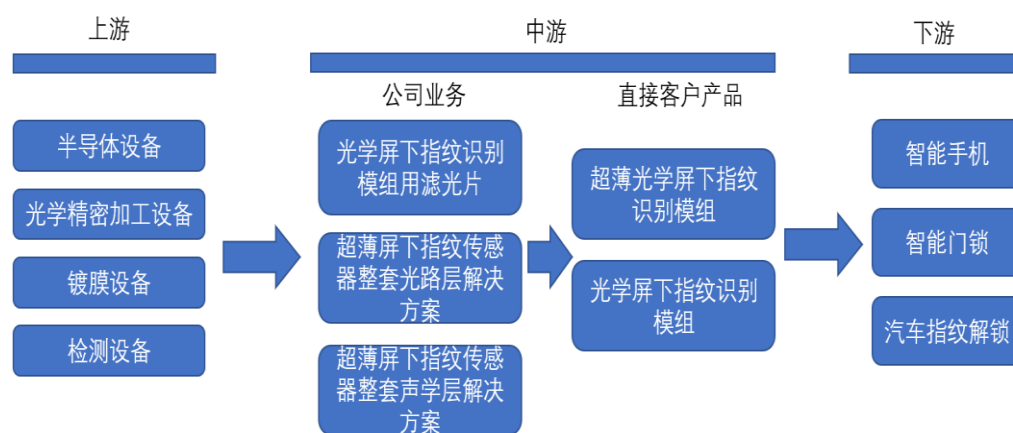 上游
中游
下游
公司业务
直接客户产品
半导体设备
光学精密加工设备
镀膜设备
检测设备
光学屏下指纹识别
模组用滤光片
超薄屏下指纹传感
器整套光路层解决
方案
超薄屏下指纹传感
器整套声学层解决
方案
超薄光学屏下指纹
识别模组
光学屏下指纹识别
模组
智能手机
智能门锁
汽车指纹解锁